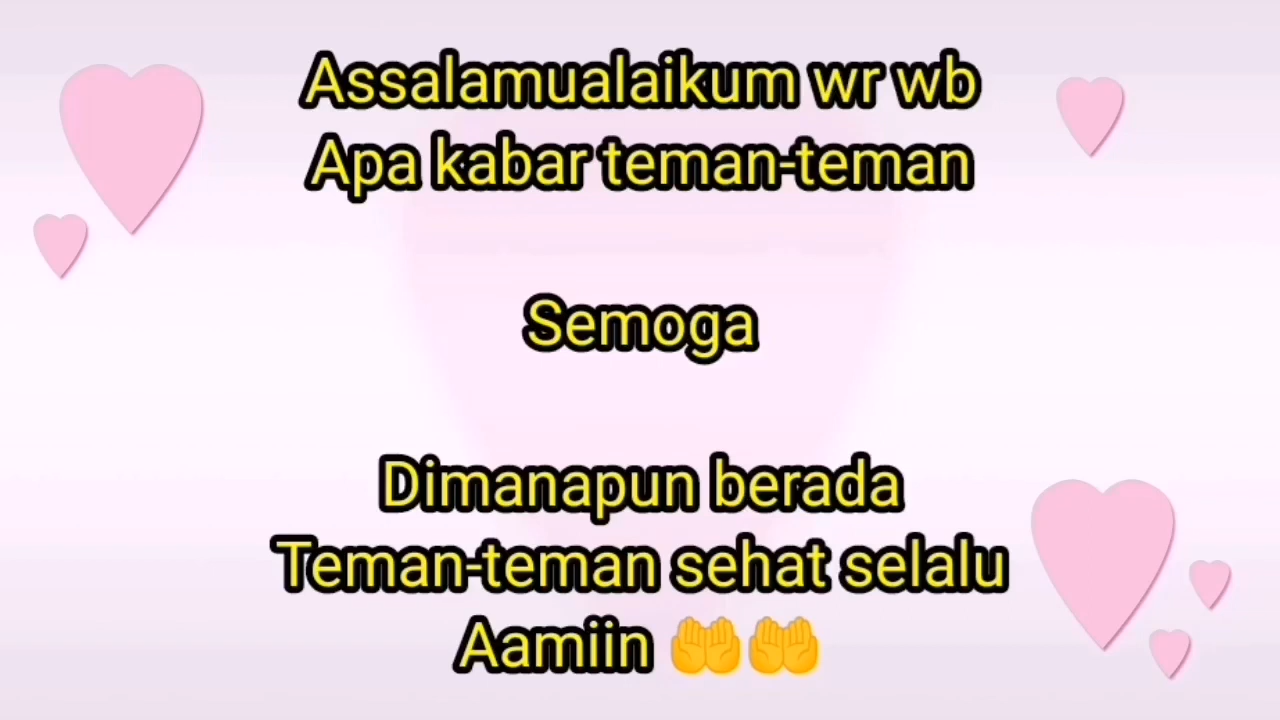 Assalamualaikum wr wb
Apa kabar teman-teman
Semoga
Dimanapun berada
Teman-teman sehat selalu
Aamiin 🤲🤲